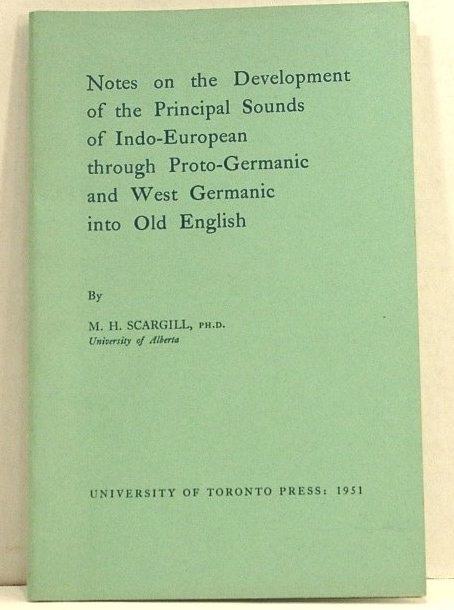 Notes on the Development
of the Principal Sounds
of Indo-European
through Proto-Germanic
and West Germanic
into Old English
By
M. H. SCARGILL, PH.D.
University of Alberta
UNIVERSITY OF TORONTO PRESS: 1951